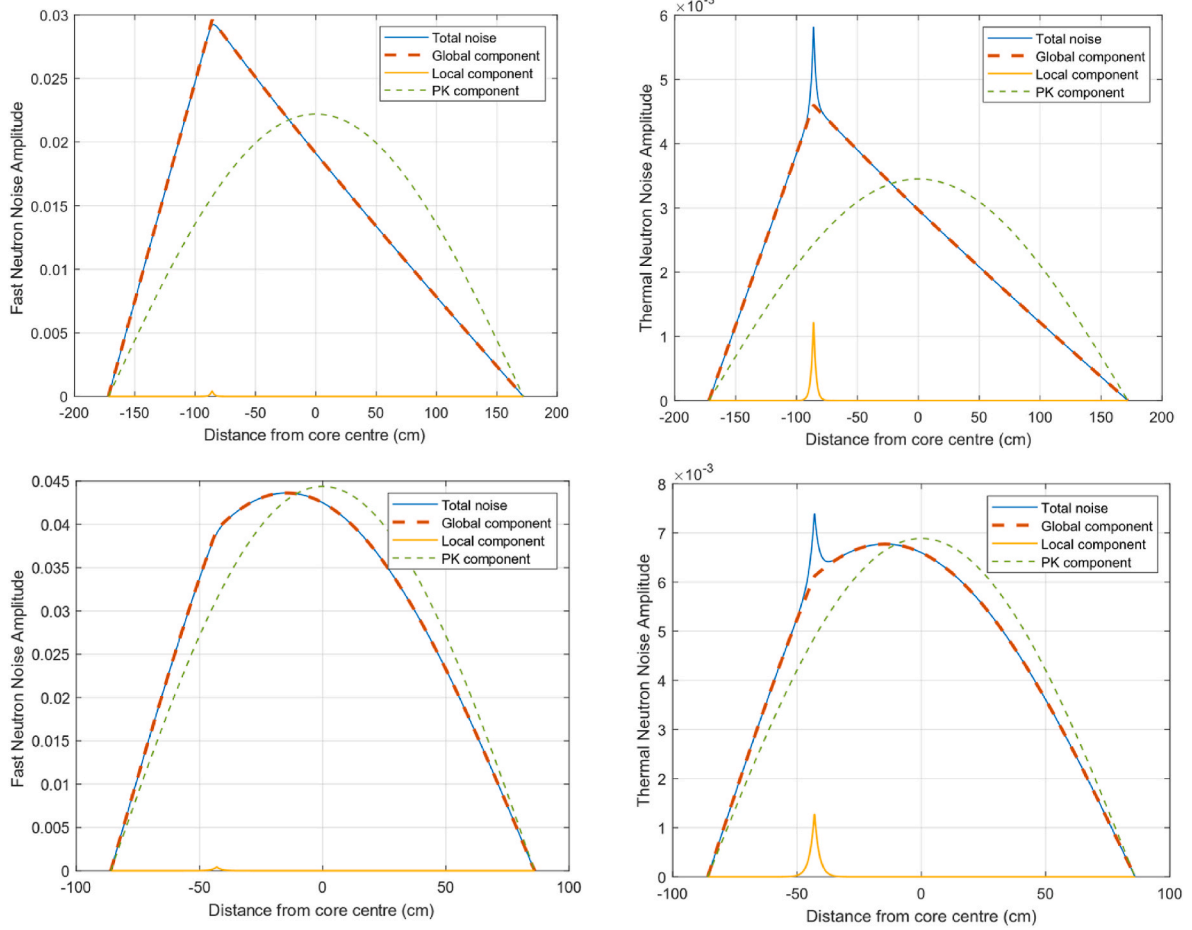 0.03
0.025
0.02
0.015
0.01
0.005
0
Fast Neutron Noise Amplitude
Total noise
Global component
Local component
PK component
-200 -150 -100 -50 0 50 100 150 200
Distance from core centre (cm)
×10-3
6
5
4
3
2
1
0
Thermal Neutron Noise Amplitude
Total noise
Global component
Local component
PK component
-200 -150 -100 -50 0 50 100 150 200
Distance from core centre (cm)
0.045
0.04
0.035
0.03
0.025
0.02
0.015
0.01
0.005
0
Fast Neutron Noise Amplitude
Total noise
Global component
Local component
PK component
-100 -50 0 50 100
Distance from core centre (cm)
×10-3
8
7
6
5
4
3
2
1
0
Thermal Neutron Noise Amplitude
Total noise
Global component
Local component
PK component
-100 -50 0 50 100
Distance from core centre (cm)